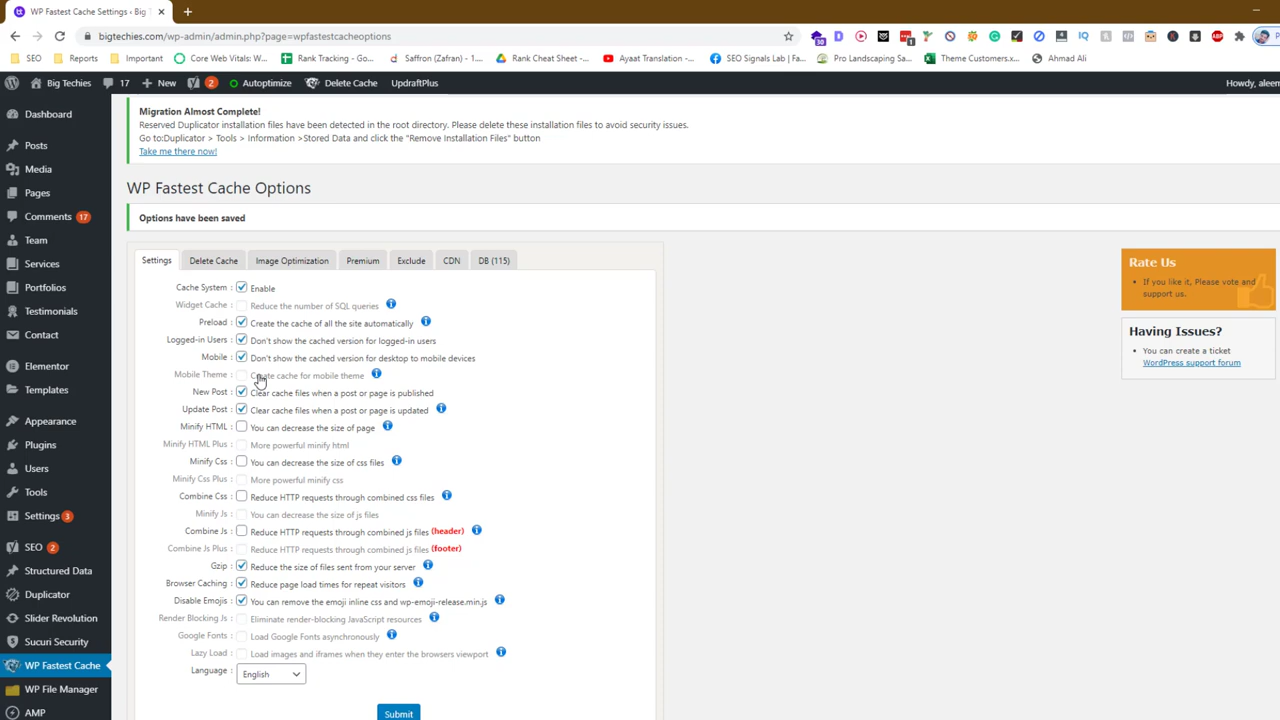 WP Fastest Cache Settings ‹ Big T
bigtechies.com/wp-admin/admin.php?page=wpfastestcacheoptions
SEO
Reports
Important
Core Web Vitals: W...
Rank Tracking - Go...
Saffron (Zafran) - 1...
Rank Cheat Sheet -...
Ayaat Translation -...
SEO Signals Lab | Fa...
Pro Landscaping Sa...
Theme Customers.x...
Ahmad Ali
Big Techies
17
New
2
Autoptimize
Delete Cache
UpdraftPlus
Howdy, aleem
Dashboard
Posts
Media
Pages
Comments 17
Team
Services
Portfolios
Testimonials
Contact
Elementor
Templates
Appearance
Plugins
Users
Tools
Settings 3
SEO 2
Structured Data
Duplicator
Slider Revolution
Sucuri Security
WP Fastest Cache
WP File Manager
AMP
Migration Almost Complete!
Reserved Duplicator installation files have been detected in the root directory. Please delete these installation files to avoid security issues.
Go to:Duplicator > Tools > Information >Stored Data and click the "Remove Installation Files" button
Take me there now!
WP Fastest Cache Options
Options have been saved
Settings
Delete Cache
Image Optimization
Premium
Exclude
CDN
DB (115)
Cache System : Enable
Widget Cache : Reduce the number of SQL queries
Preload : Create the cache of all the site automatically
Logged-in Users : Don't show the cached version for logged-in users
Mobile : Don't show the cached version for desktop to mobile devices
Mobile Theme : Create cache for mobile theme
New Post : Clear cache files when a post or page is published
Update Post : Clear cache files when a post or page is updated
Minify HTML : You can decrease the size of page
Minify HTML Plus : More powerful minify html
Minify Css : You can decrease the size of css files
Minify Css Plus : More powerful minify css
Combine Css : Reduce HTTP requests through combined css files
Minify Js : You can decrease the size of js files
Combine Js : Reduce HTTP requests through combined js files (header)
Combine Js Plus : Reduce HTTP requests through combined js files (footer)
Gzip : Reduce the size of files sent from your server
Browser Caching : Reduce page load times for repeat visitors
Disable Emojis : You can remove the emoji inline css and wp-emoji-release.min.js
Render Blocking Js : Eliminate render-blocking JavaScript resources
Google Fonts : Load Google Fonts asynchronously
Lazy Load : Load images and iframes when they enter the browsers viewport
Language : English
Submit
Rate Us
If you like it, Please vote and
support us.
Having Issues?
You can create a ticket
WordPress support forum